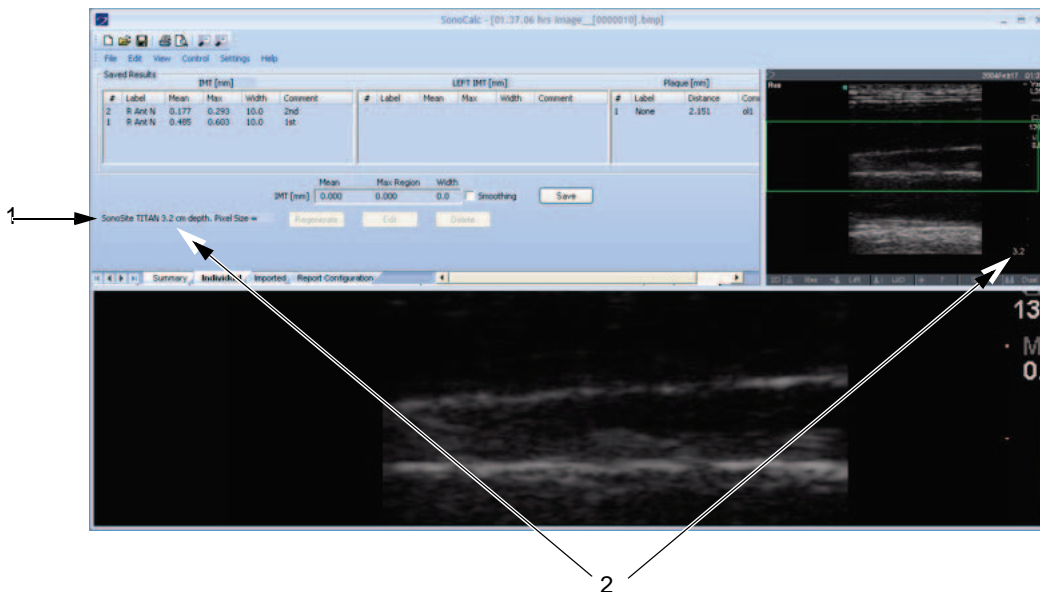 SonoCalc - [01.37.06 hrs image__[0000010].bmp]
File Edit View Control Settings Help
Saved Results
IMT [mm] LEFT IMT [mm] Plaque [mm]
# Label Mean Max Width Comment # Label Mean Max Width Comment # Label Distance
2 R Ant N 0.177 0.293 10.0 2nd 1 None 2.151
1 R Ant N 0.485 0.603 10.0 1st
Mean Max Region Width
IMT [mm] 0.000 0.000 0.0 Smoothing Save
1
SonoSite TITAN 3.2 cm depth. Pixel Size =
Regenerate Edit Delete
3.2
Summary Individual Imported Report Configuration
13
M
0.
2